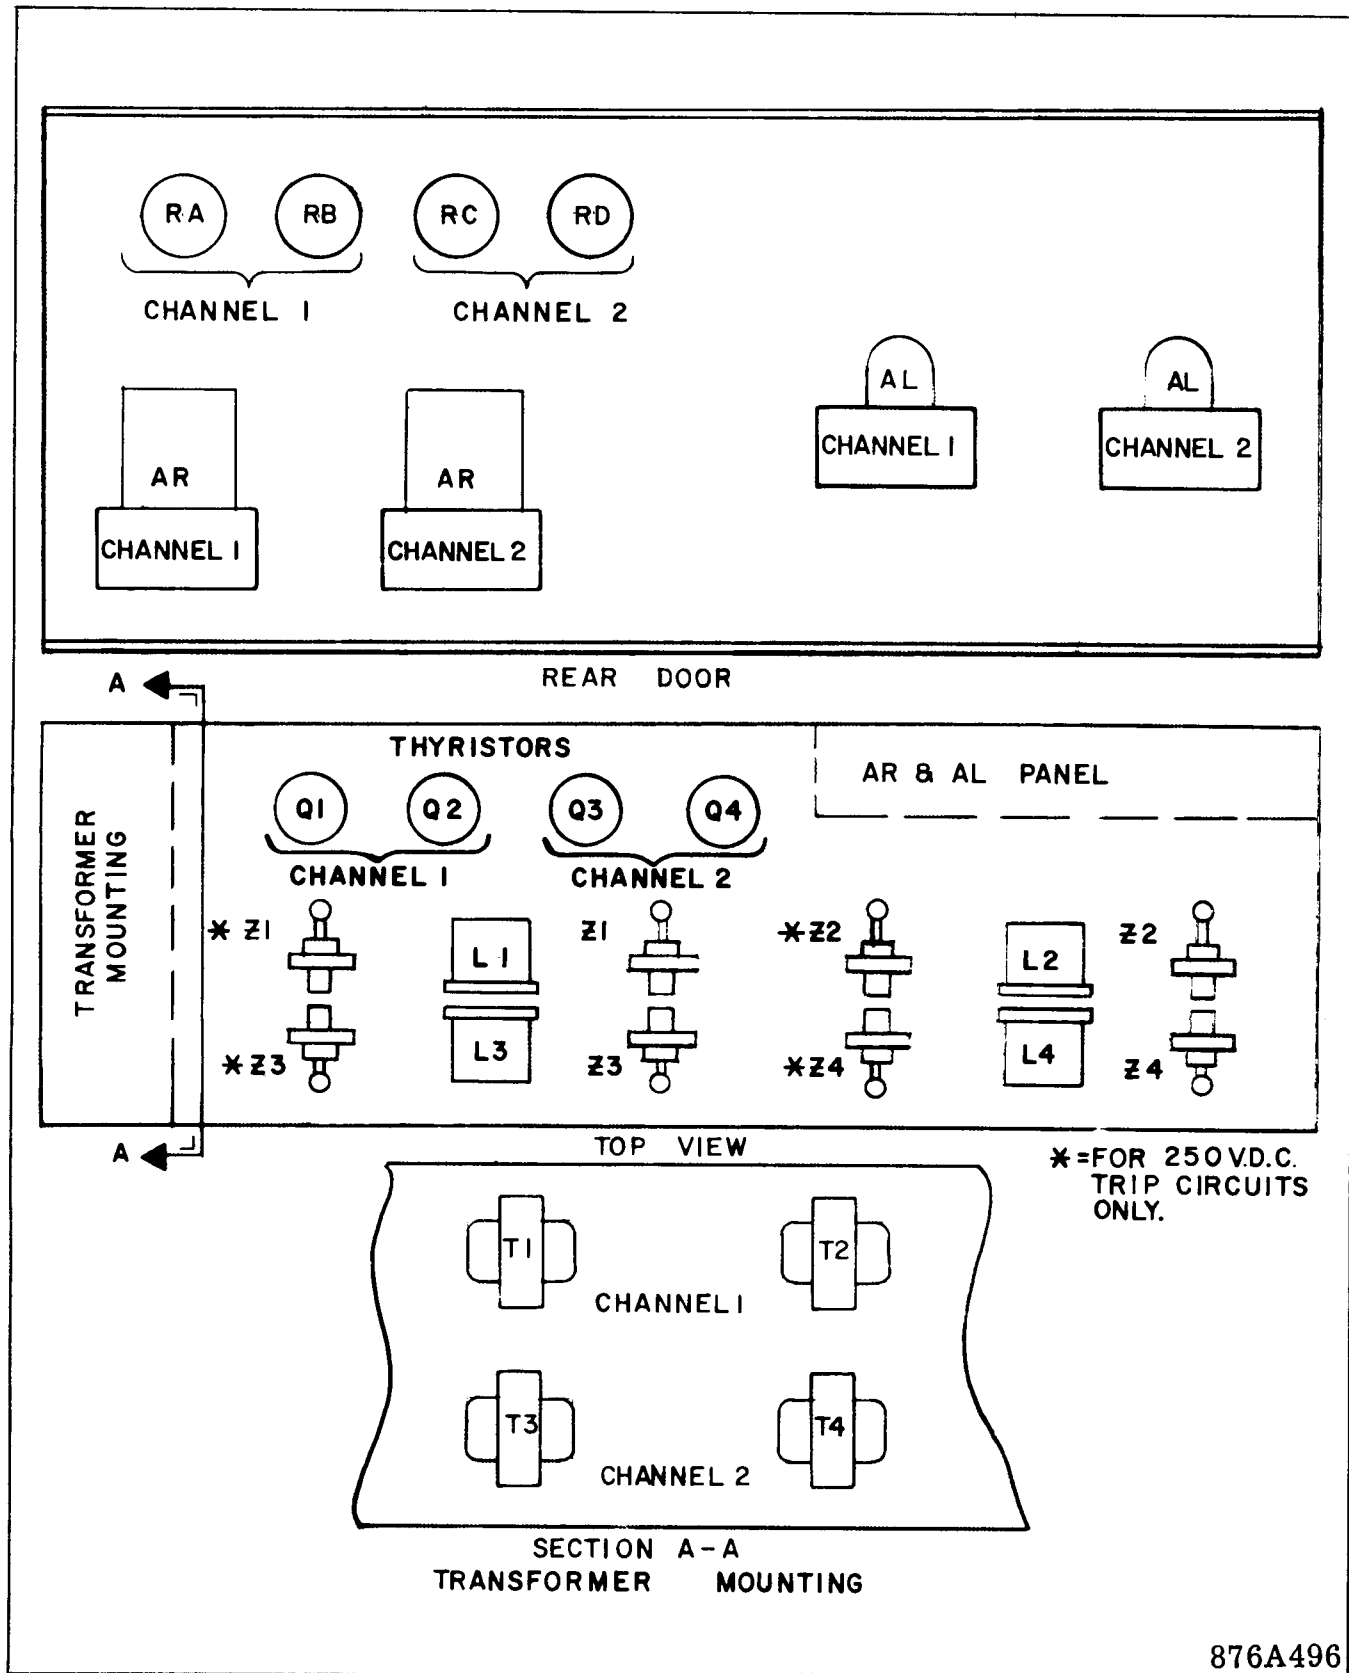 RA RB RC RD
CHANNEL 1 CHANNEL 2
AL AL
CHANNEL 1 CHANNEL 2
AR AR
CHANNEL 1 CHANNEL 2
REAR DOOR
A
THYRISTORS
AR & AL PANEL
Q1 Q2 Q3 Q4
CHANNEL 1 CHANNEL 2
TRANSFORMER
MOUNTING
* Z1 L1 Z1 *Z2 L2 Z2
*Z3 L3 Z3 *Z4 L4 Z4
A
TOP VIEW
*=FOR 250 V.D.C.
TRIP CIRCUITS
ONLY.
T1 T2
CHANNEL 1
T3 T4
CHANNEL 2
SECTION A-A
TRANSFORMER MOUNTING
876A496